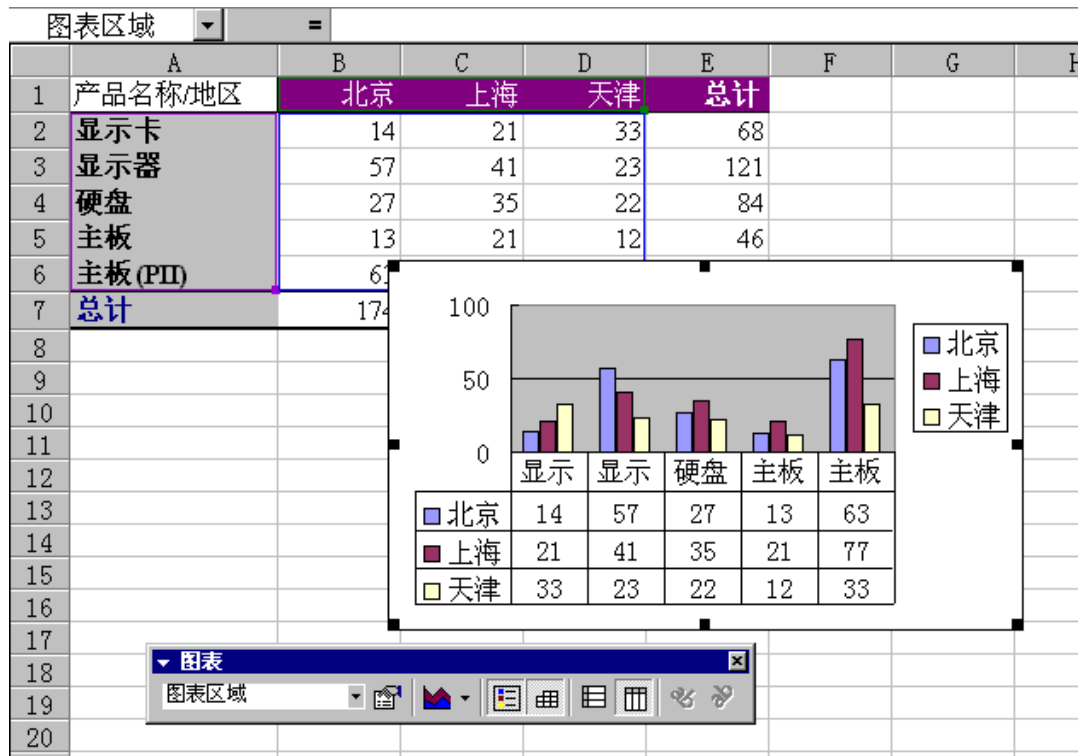 图表区域 =
A B C D E F G H
1 产品名称/地区 北京 上海 天津 总计
2 显示卡 14 21 33 68
3 显示器 57 41 23 121
4 硬盘 27 35 22 84
5 主板 13 21 12 46
6 主板(PII)
7 总计 174
8
9
10
11
12
13
14
15
16
17
18
19
20
100
50
0
北京
上海
天津
显示 显示 硬盘 主板 主板
北京 14 57 27 13 63
上海 21 41 35 21 77
天津 33 23 22 12 33
图表
图表区域